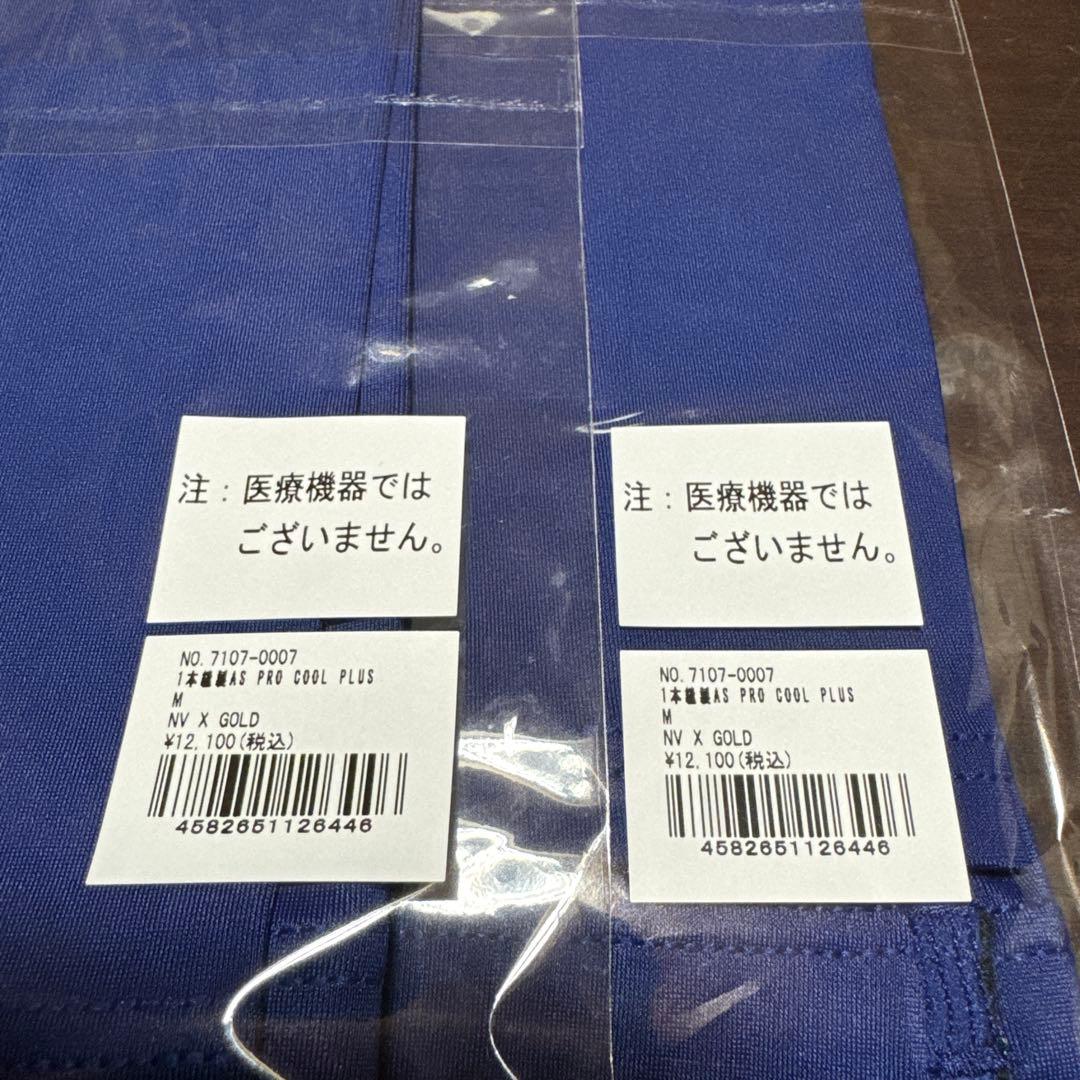 注：医療機器では
ございません。
NO. 7107-0007
1本縫製AS PRO COOL PLUS
M
NV X GOLD
¥12,100(税込)
4582651126446
注：医療機器では
ございません。
NO. 7107-0007
1本縫製AS PRO COOL PLUS
M
NV X GOLD
¥12,100(税込)
4582651126446